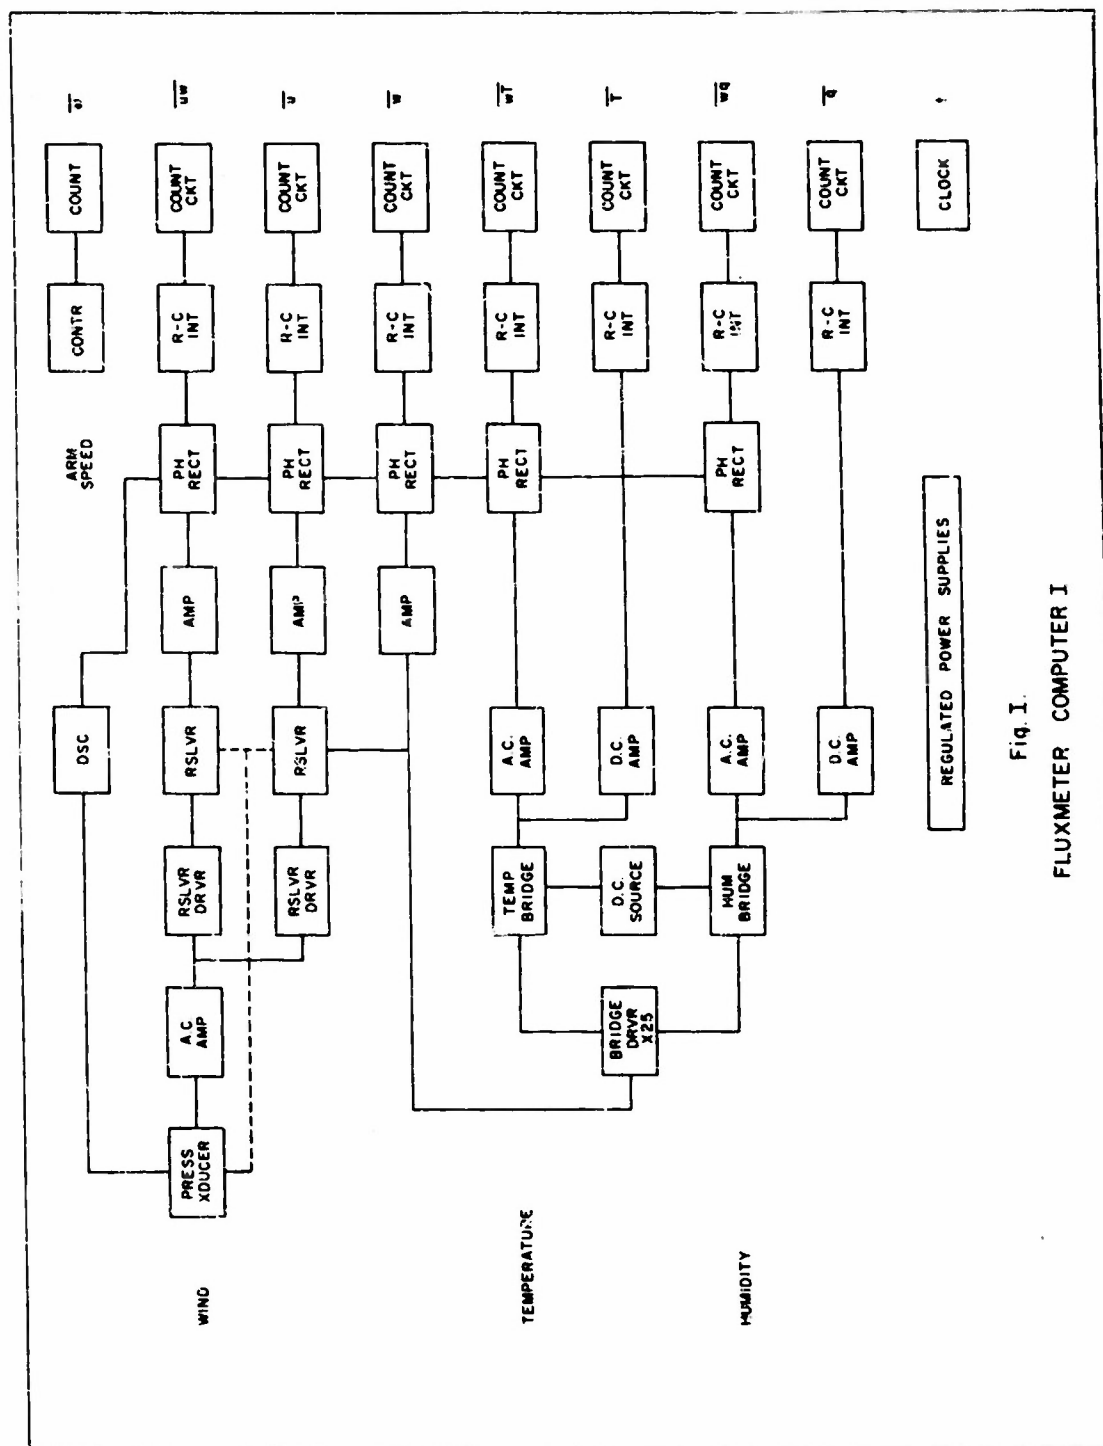 OSC
ARM
SPEED
CONTR
COUNT
WIND
PRESS
XDUCER
A.C
AMP
RSLVR
DRVR
RSLVR
AMP
PH
RECT
R-C
INT
COUNT
CKT
u̅w̅
RSLVR
DRVR
RSLVR
AMP
PH
RECT
R-C
INT
COUNT
CKT
u̅
AMP
PH
RECT
R-C
INT
COUNT
CKT
w̅
TEMPERATURE
TEMP
BRIDGE
A.C.
AMP
PH
RECT
R-C
INT
COUNT
CKT
w̅T̅
BRIDGE
DRVR
X25
D.C.
SOURCE
D.C.
AMP
R-C
INT
COUNT
CKT
T̅
HUMIDITY
HUM
BRIDGE
A.C.
AMP
PH
RECT
R-C
INT
COUNT
CKT
w̅q̅
D.C.
AMP
R-C
INT
COUNT
CKT
q̅
REGULATED POWER SUPPLIES
CLOCK
t
Fig. I.
FLUXMETER COMPUTER I